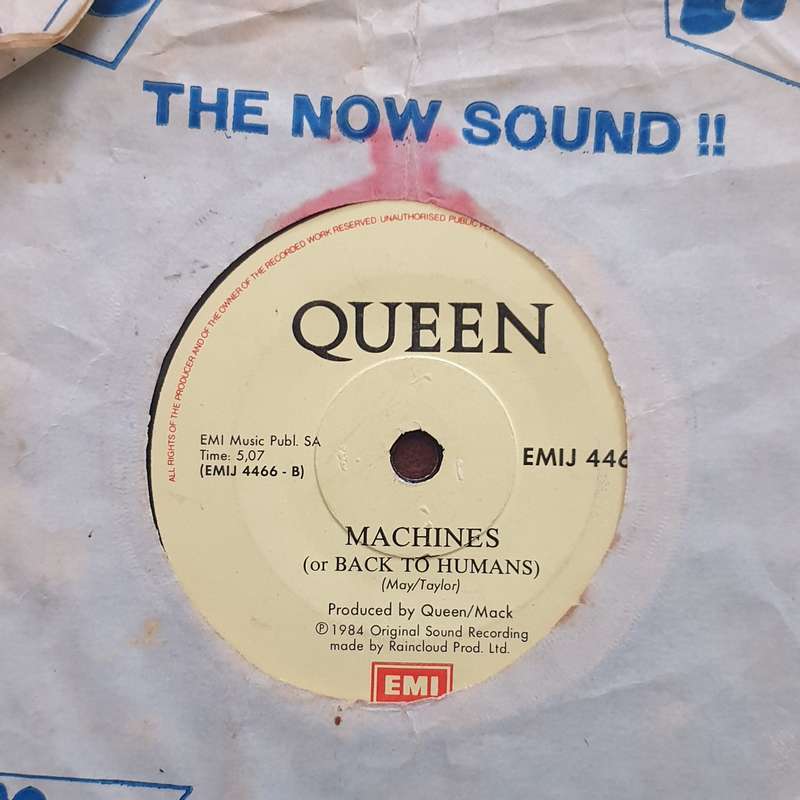 THE NOW SOUND !!
ALL RIGHTS OF THE PRODUCER AND OF THE OWNER OF THE RECORDED WORK RESERVED UNAUTHORISED PUBLIC
QUEEN
EMI Music Publ. SA
Time: 5,07
(EMIJ 4466 - B)
EMIJ 446
MACHINES
(or BACK TO HUMANS)
(May/Taylor)
Produced by Queen/Mack
Ⓟ 1984 Original Sound Recording
made by Raincloud Prod. Ltd.
EMI